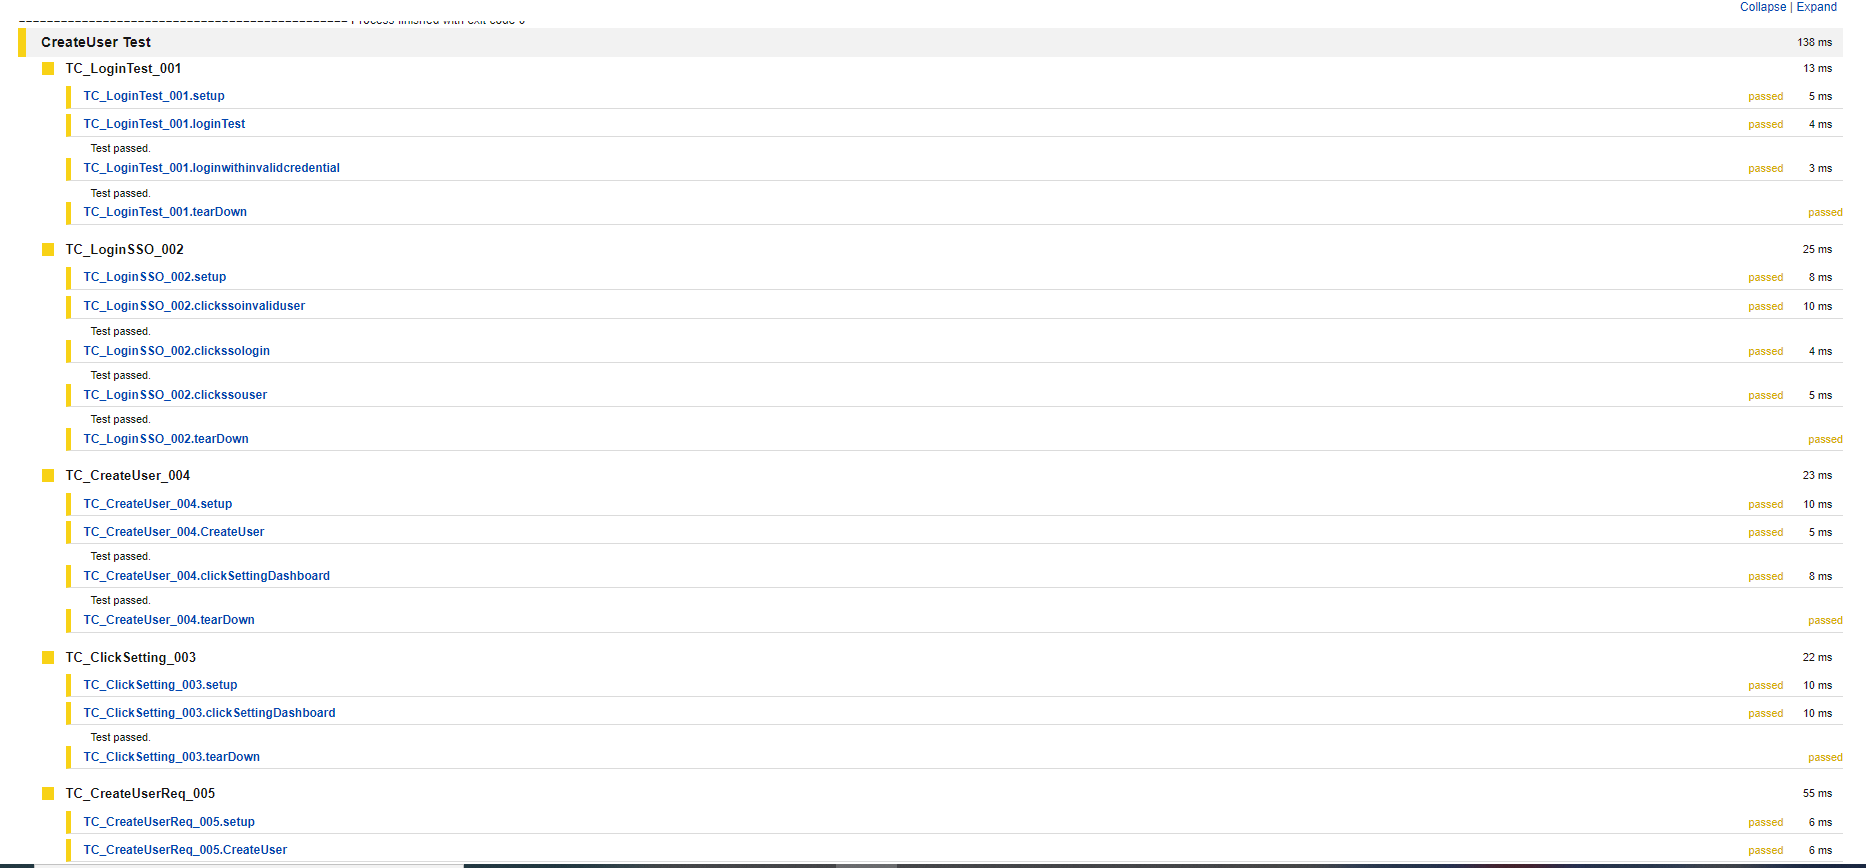 Collapse | Expand
------------------------------------------------ Process finished with exit code 0
CreateUser Test 138 ms
TC_LoginTest_001 13 ms
TC_LoginTest_001.setup passed 5 ms
TC_LoginTest_001.loginTest passed 4 ms
Test passed.
TC_LoginTest_001.loginwithinvalidcredential passed 3 ms
Test passed.
TC_LoginTest_001.tearDown passed
TC_LoginSSO_002 25 ms
TC_LoginSSO_002.setup passed 8 ms
TC_LoginSSO_002.clickssoinvaliduser passed 10 ms
Test passed.
TC_LoginSSO_002.clickssologin passed 4 ms
Test passed.
TC_LoginSSO_002.clickssouser passed 5 ms
Test passed.
TC_LoginSSO_002.tearDown passed
TC_CreateUser_004 23 ms
TC_CreateUser_004.setup passed 10 ms
TC_CreateUser_004.CreateUser passed 5 ms
Test passed.
TC_CreateUser_004.clickSettingDashboard passed 8 ms
Test passed.
TC_CreateUser_004.tearDown passed
TC_ClickSetting_003 22 ms
TC_ClickSetting_003.setup passed 10 ms
TC_ClickSetting_003.clickSettingDashboard passed 10 ms
Test passed.
TC_ClickSetting_003.tearDown passed
TC_CreateUserReq_005 55 ms
TC_CreateUserReq_005.setup passed 6 ms
TC_CreateUserReq_005.CreateUser passed 6 ms